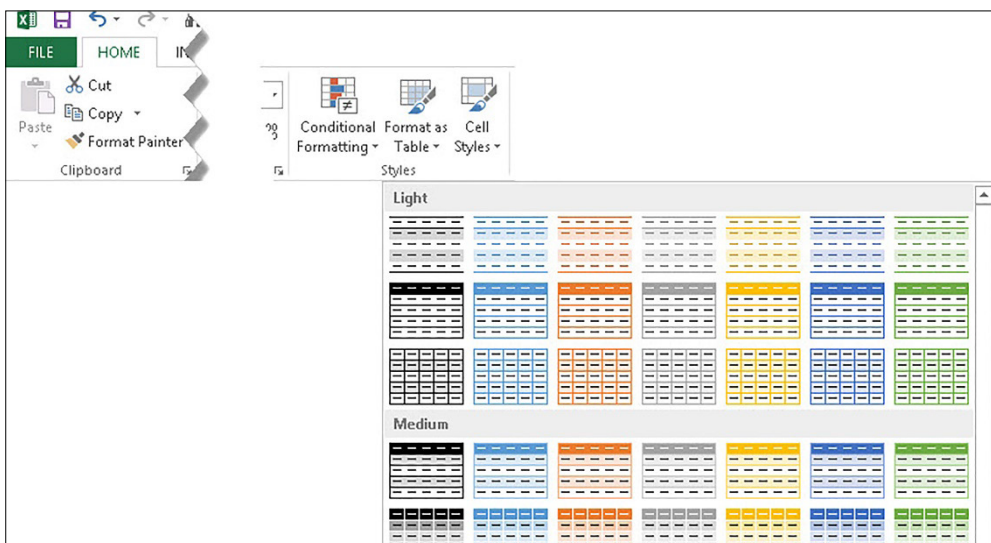 FILE HOME
Cut
Copy
Paste
Format Painter
Clipboard
Conditional Formatting
Format as Table
Cell Styles
Styles
Light
Medium